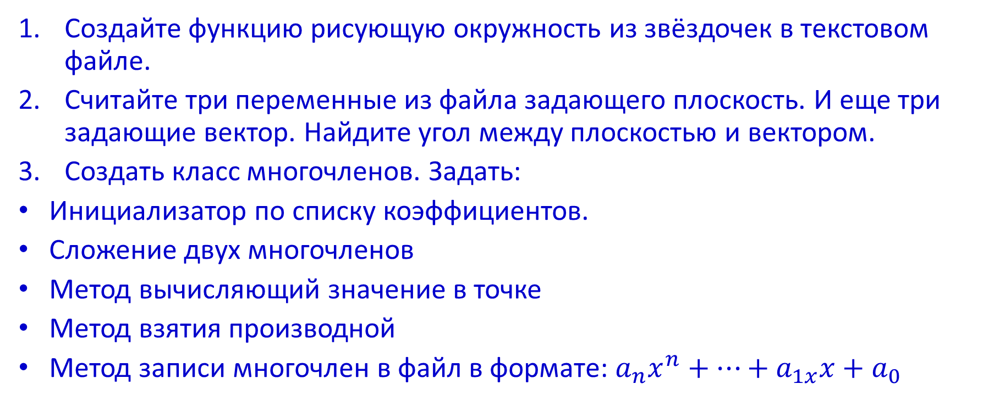 1. Создайте функцию рисующую окружность из звёздочек в текстовом
файле.
2. Считайте три переменные из файла задающего плоскость. И еще три
задающие вектор. Найдите угол между плоскостью и вектором.
3. Создать класс многочленов. Задать:
• Инициализатор по списку коэффициентов.
• Сложение двух многочленов
• Метод вычисляющий значение в точке
• Метод взятия производной
• Метод записи многочлен в файл в формате: $a_n x^n + \cdots + a_{1x} x + a_0$